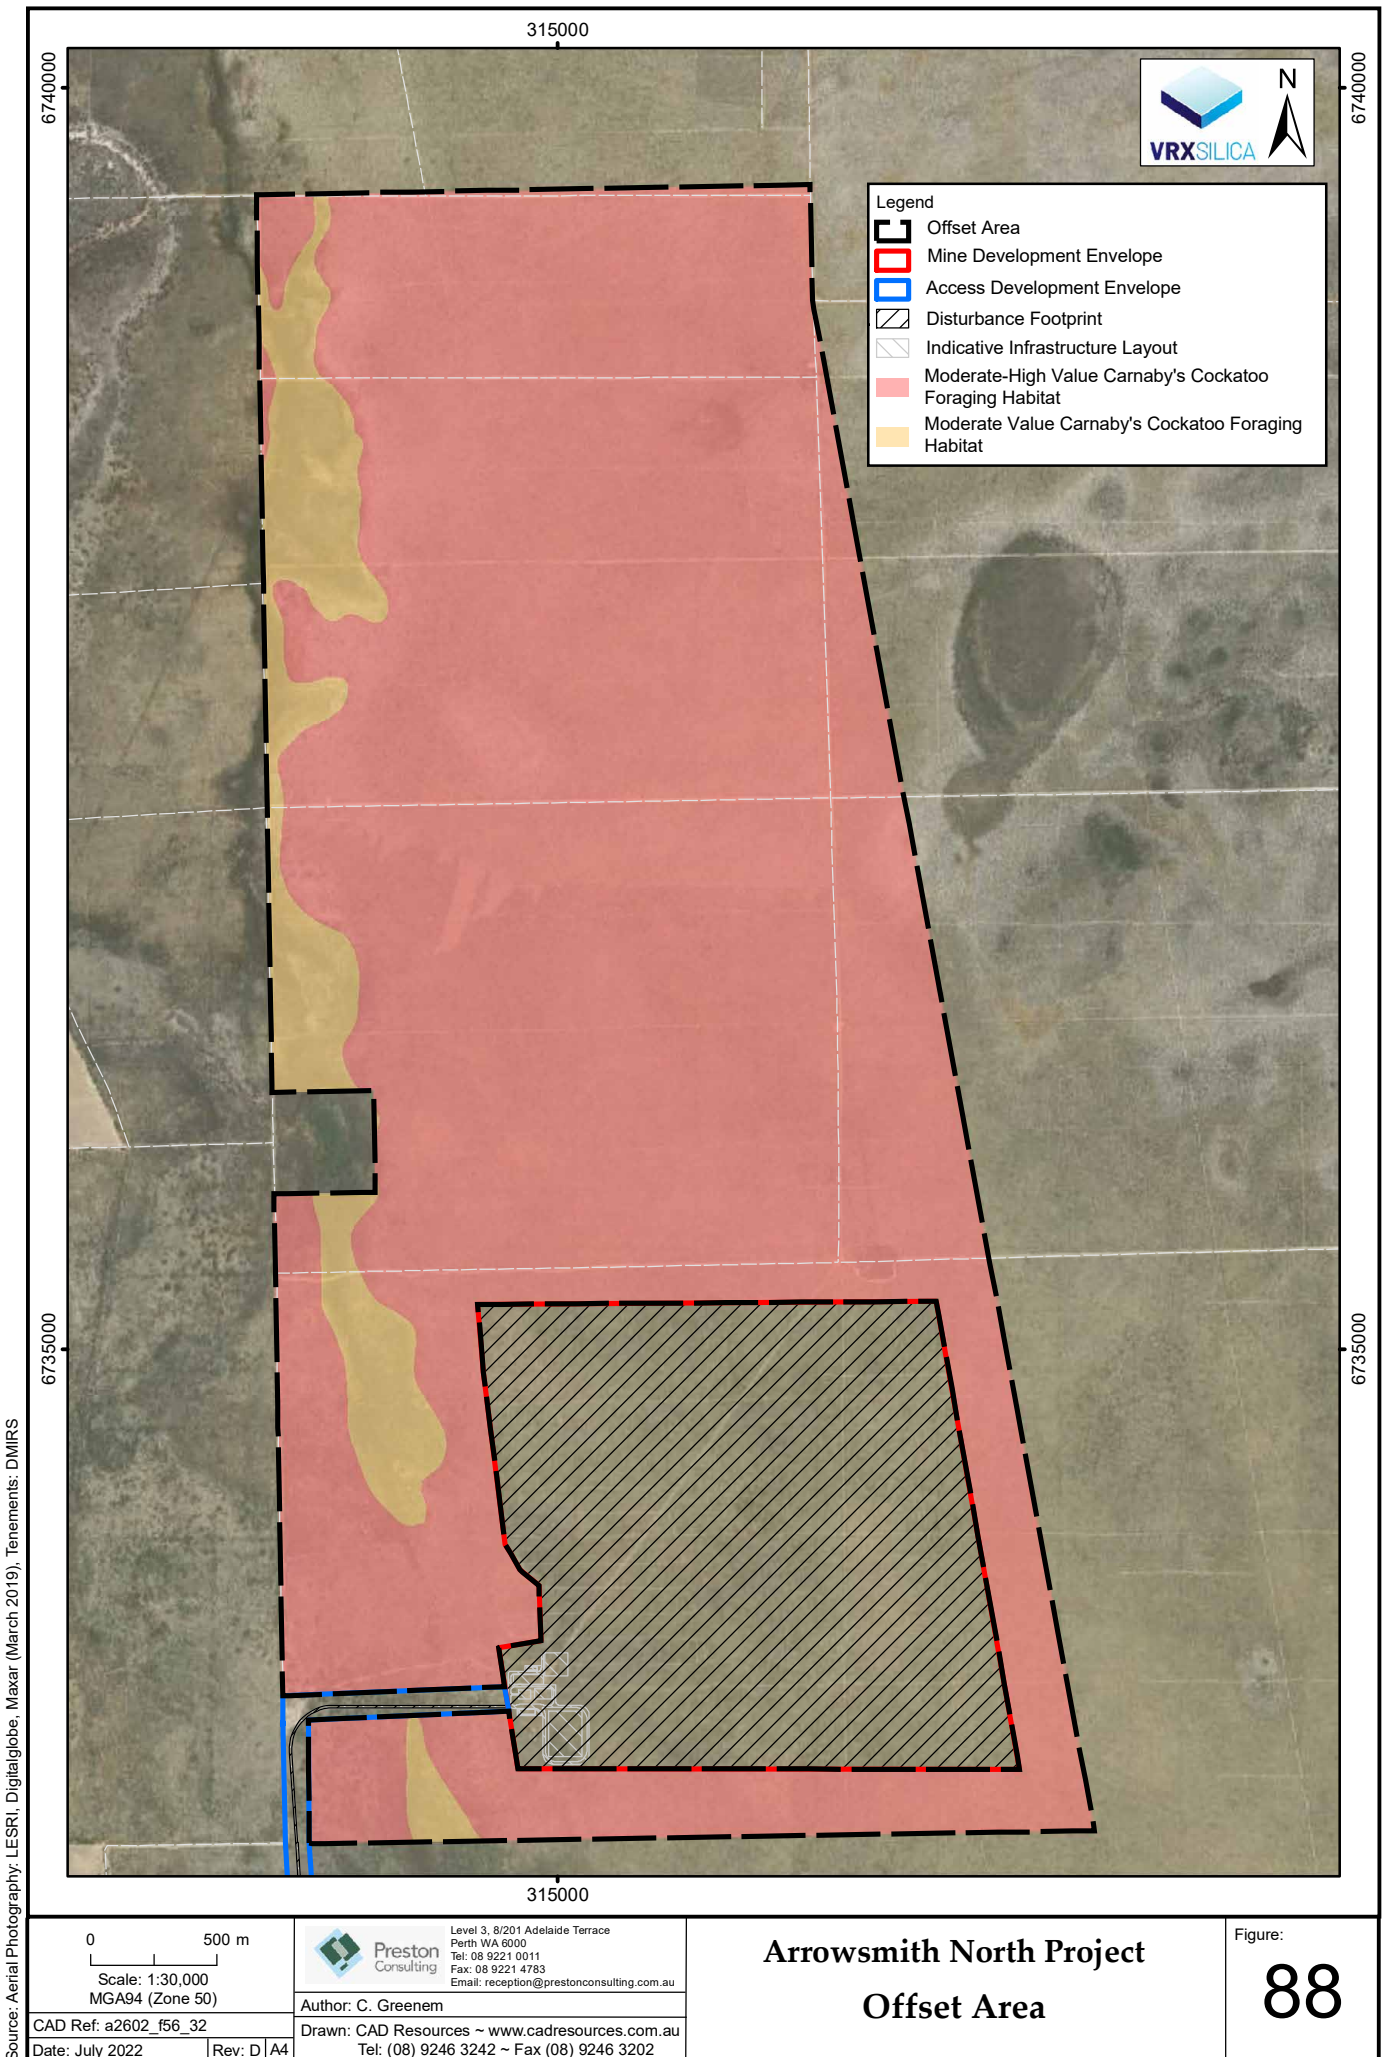 315000
6740000
6740000
VRXSILICA
N
Legend
Offset Area
Mine Development Envelope
Access Development Envelope
Disturbance Footprint
Indicative Infrastructure Layout
Moderate-High Value Carnaby's Cockatoo
Foraging Habitat
Moderate Value Carnaby's Cockatoo Foraging
Habitat
6735000
6735000
315000
Source: Aerial Photography: LESRI, Digitalglobe, Maxar (March 2019), Tenements: DMIRS
0 500 m
Scale: 1:30,000
MGA94 (Zone 50)
CAD Ref: a2602_f56_32
Date: July 2022 Rev: D A4
Preston
Consulting
Level 3, 8/201 Adelaide Terrace
Perth WA 6000
Tel: 08 9221 0011
Fax: 08 9221 4783
Email: reception@prestonconsulting.com.au
Author: C. Greenem
Drawn: CAD Resources ~ www.cadresources.com.au
Tel: (08) 9246 3242 ~ Fax (08) 9246 3202
Arrowsmith North Project
Offset Area
Figure:
88